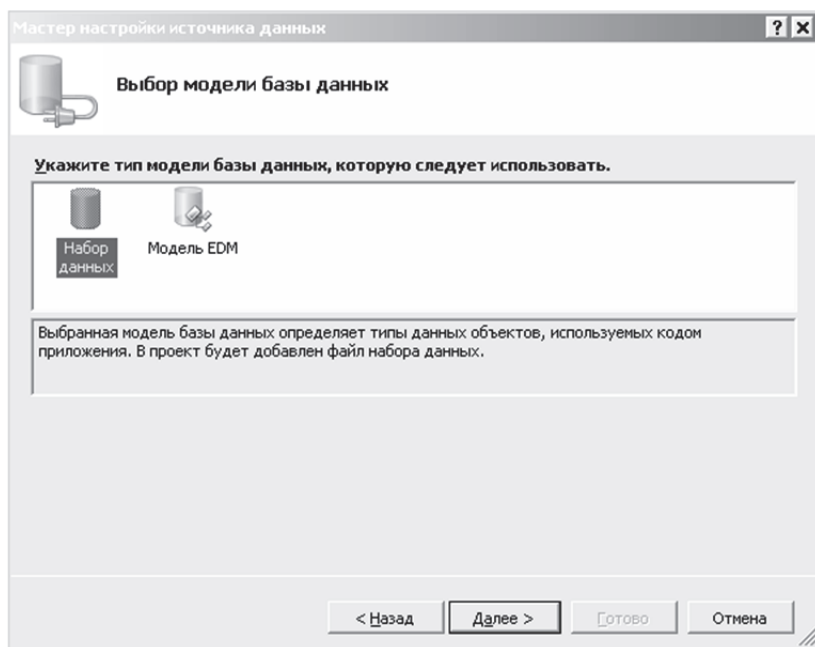 Мастер настройки источника данных
Выбор модели базы данных
Укажите тип модели базы данных, которую следует использовать.
Набор данных
Модель EDM
Выбранная модель базы данных определяет типы данных объектов, используемых кодом
приложения. В проект будет добавлен файл набора данных.
< Назад
Далее >
Готово
Отмена